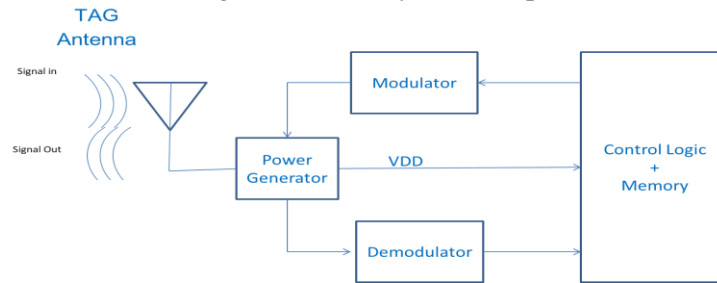 TAG
Antenna
Signal in
Signal Out
Modulator
Power
Generator
VDD
Demodulator
Control Logic
+
Memory